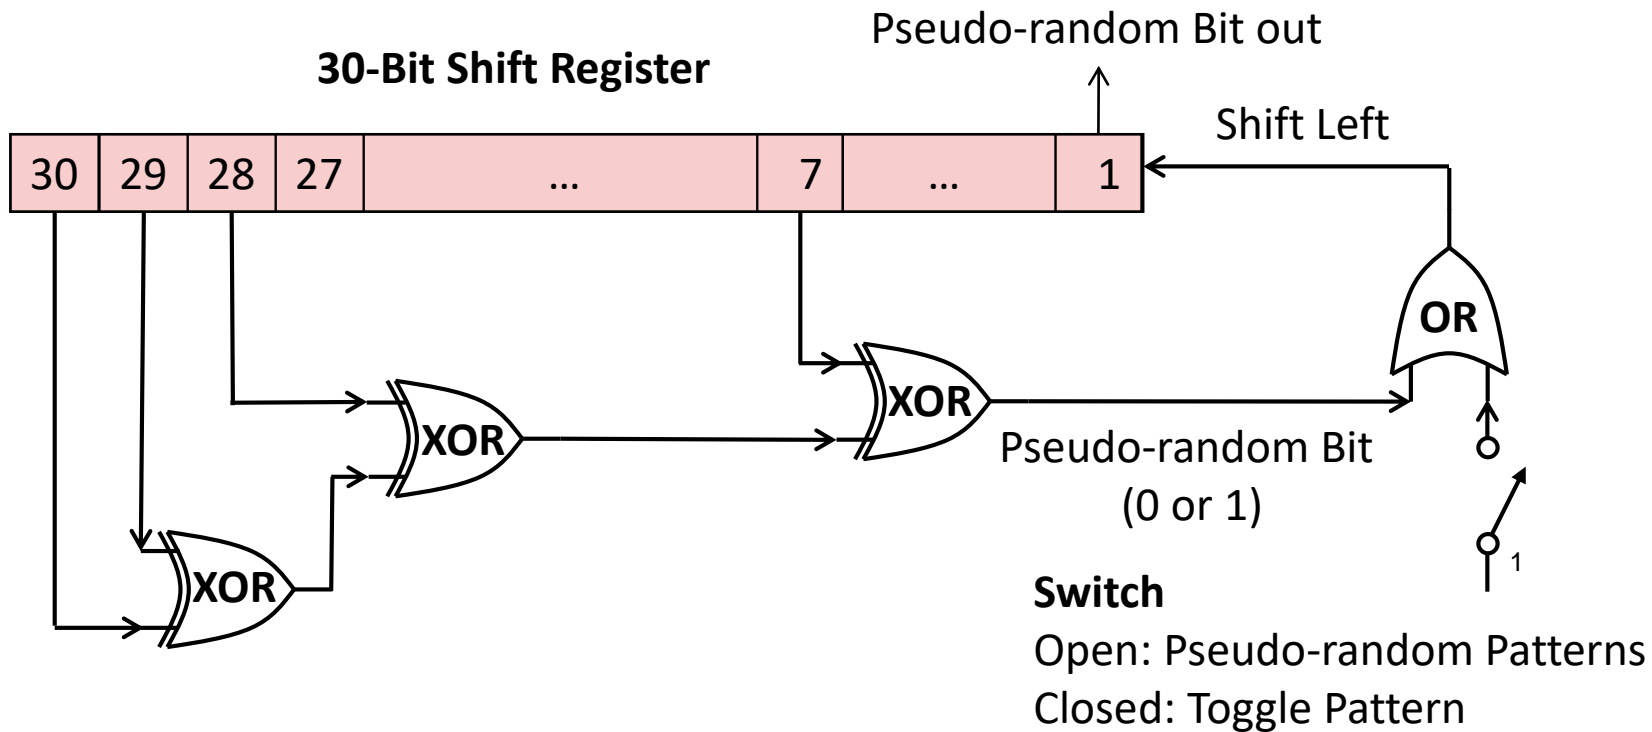 Pseudo-random Bit out
30-Bit Shift Register
Shift Left
30 29 28 27 ... 7 ... 1
OR
XOR
XOR
Pseudo-random Bit
(0 or 1)
XOR
1
Switch
Open: Pseudo-random Patterns
Closed: Toggle Pattern